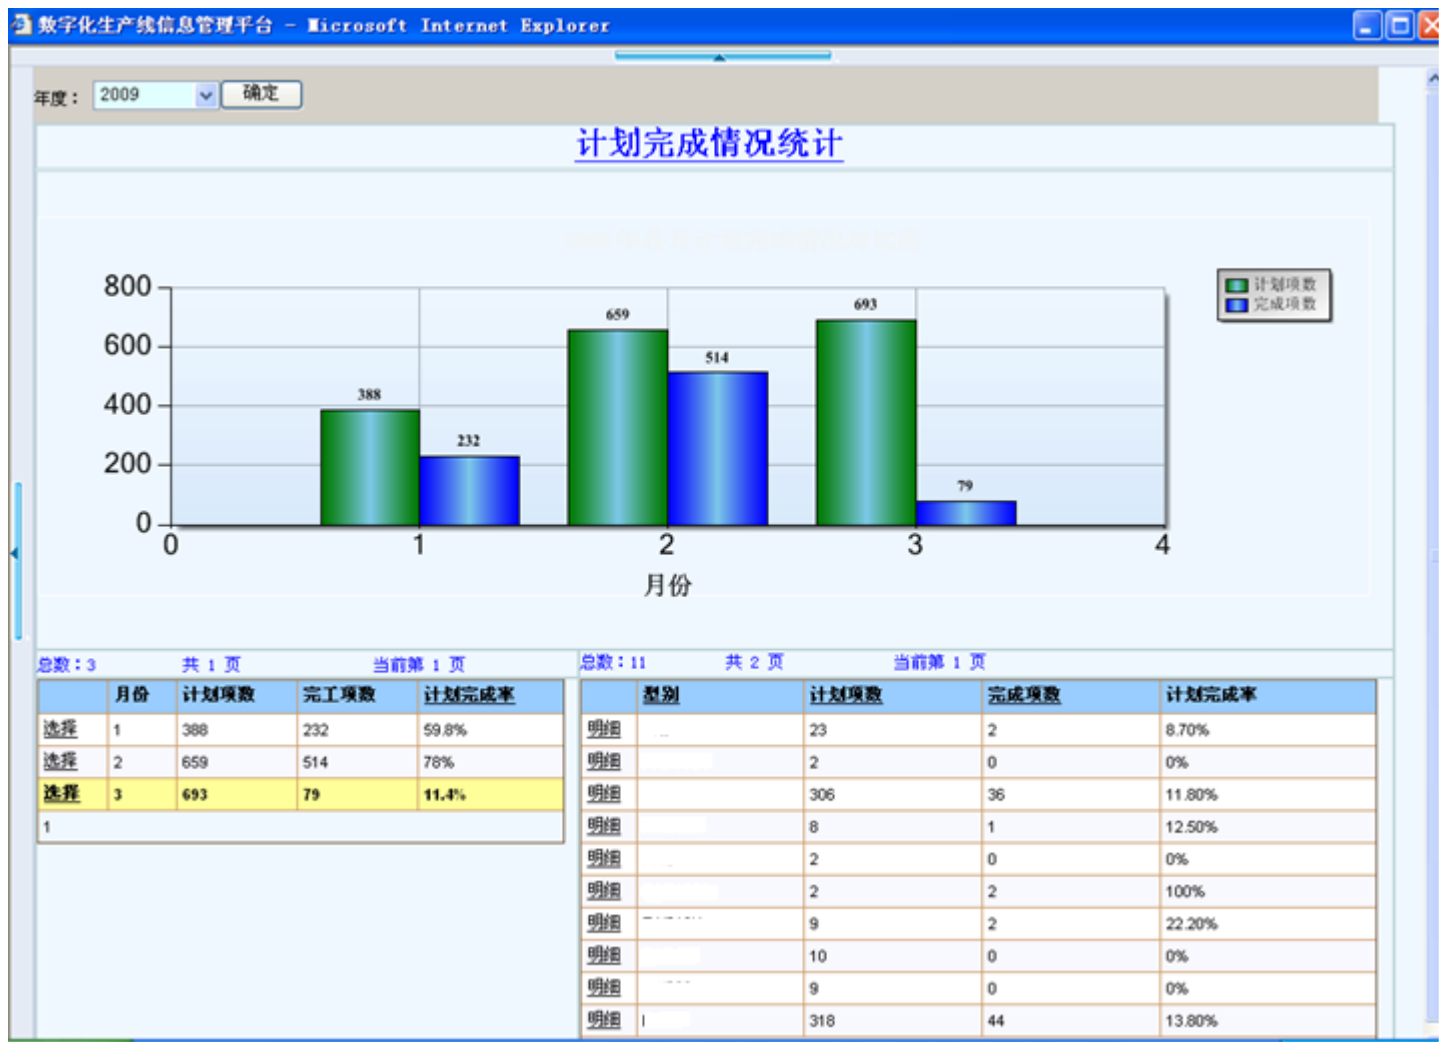 数字化生产线信息管理平台 - Microsoft Internet Explorer
年度： 2009 确定
计划完成情况统计
800
600
400
200
0
388
232
659
514
693
79
0 1 2 3 4
月份
计划项数
完成项数
总数：3 共 1 页 当前第 1 页
月份 计划项数 完工项数 计划完成率
选择 1 388 232 59.8%
选择 2 659 514 78%
选择 3 693 79 11.4%
1
总数：11 共 2 页 当前第 1 页
型别 计划项数 完成项数 计划完成率
明细 23 2 8.70%
明细 2 0 0%
明细 306 36 11.80%
明细 8 1 12.50%
明细 2 0 0%
明细 2 2 100%
明细 9 2 22.20%
明细 10 0 0%
明细 9 0 0%
明细 318 44 13.80%